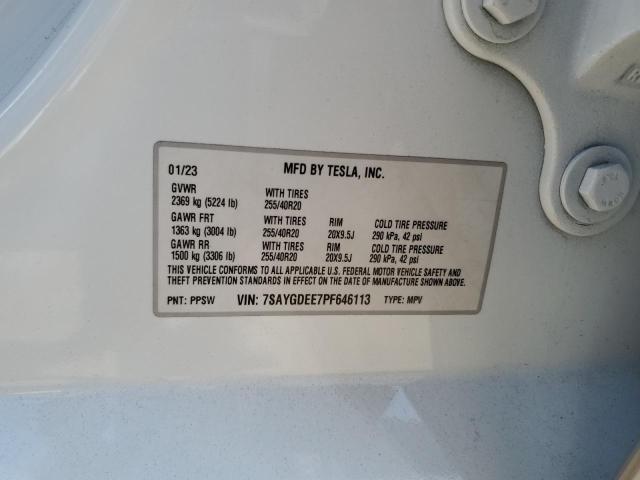 01/23 MFD BY TESLA, INC.
GVWR WITH TIRES
2369 kg (5224 lb) 255/40R20
GAWR FRT WITH TIRES RIM COLD TIRE PRESSURE
1363 kg (3004 lb) 255/40R20 20X9.5J 290 kPa, 42 psi
GAWR RR WITH TIRES RIM COLD TIRE PRESSURE
1500 kg (3306 lb) 255/40R20 20X9.5J 290 kPa, 42 psi
THIS VEHICLE CONFORMS TO ALL APPLICABLE U.S. FEDERAL MOTOR VEHICLE SAFETY AND
THEFT PREVENTION STANDARDS IN EFFECT ON THE DATE OF MANUFACTURE SHOWN ABOVE.
PNT: PPSW VIN: 7SAYGDEE7PF646113 TYPE: MPV